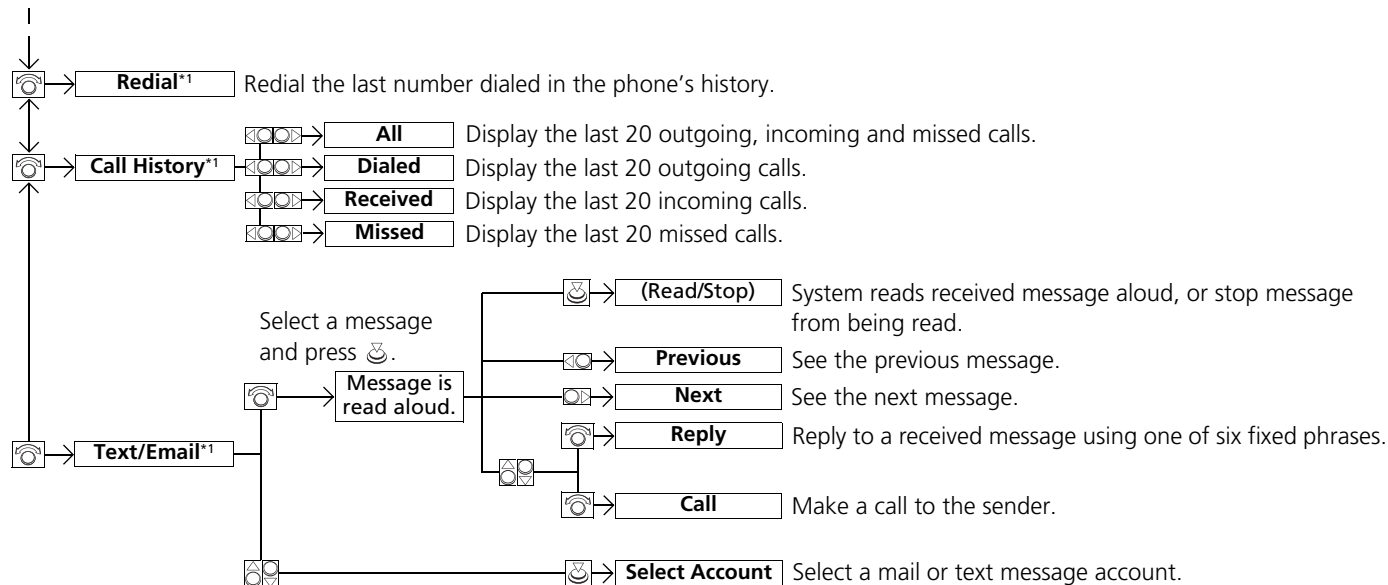 Redial*1 Redial the last number dialed in the phone's history.
Call History*1
All Display the last 20 outgoing, incoming and missed calls.
Dialed Display the last 20 outgoing calls.
Received Display the last 20 incoming calls.
Missed Display the last 20 missed calls.
Text/Email*1
Select a message
and press .
Message is
read aloud.
(Read/Stop) System reads received message aloud, or stop message
from being read.
Previous See the previous message.
Next See the next message.
Reply Reply to a received message using one of six fixed phrases.
Call Make a call to the sender.
Select Account Select a mail or text message account.